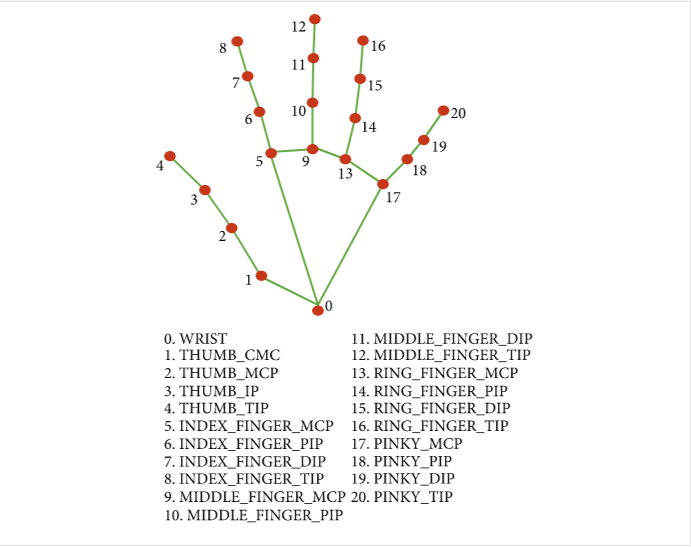 12
8
16
11
7
15
10
6
20
14
19
4
5
9
13
18
3
17
2
1
0
0. WRIST
1. THUMB_CMC
2. THUMB_MCP
3. THUMB_IP
4. THUMB_TIP
5. INDEX_FINGER_MCP
6. INDEX_FINGER_PIP
7. INDEX_FINGER_DIP
8. INDEX_FINGER_TIP
9. MIDDLE_FINGER_MCP
10. MIDDLE_FINGER_PIP
11. MIDDLE_FINGER_DIP
12. MIDDLE_FINGER_TIP
13. RING_FINGER_MCP
14. RING_FINGER_PIP
15. RING_FINGER_DIP
16. RING_FINGER_TIP
17. PINKY_MCP
18. PINKY_PIP
19. PINKY_DIP
20. PINKY_TIP